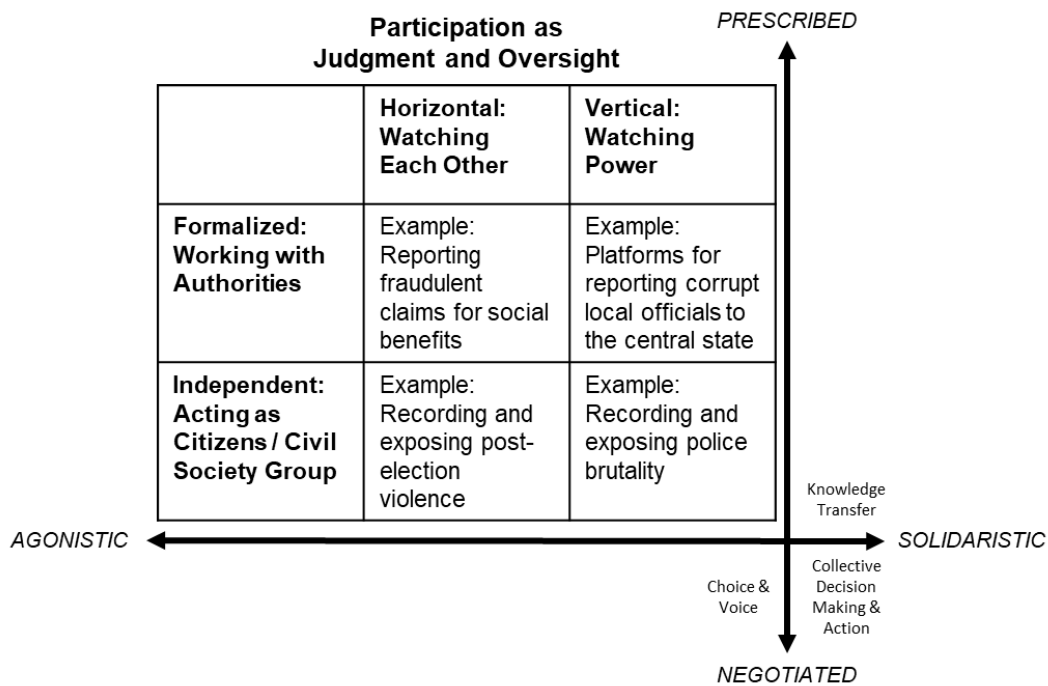 PRESCRIBED
Participation as
Judgment and Oversight
Horizontal:
Watching
Each Other
Vertical:
Watching
Power
Formalized:
Working with
Authorities
Example:
Reporting
fraudulent
claims for social
benefits
Example:
Platforms for
reporting corrupt
local officials to
the central state
Independent:
Acting as
Citizens / Civil
Society Group
Example:
Recording and
exposing post-
election
violence
Example:
Recording and
exposing police
brutality
Knowledge
Transfer
AGONISTIC
SOLIDARISTIC
Choice &
Voice
Collective
Decision
Making &
Action
NEGOTIATED